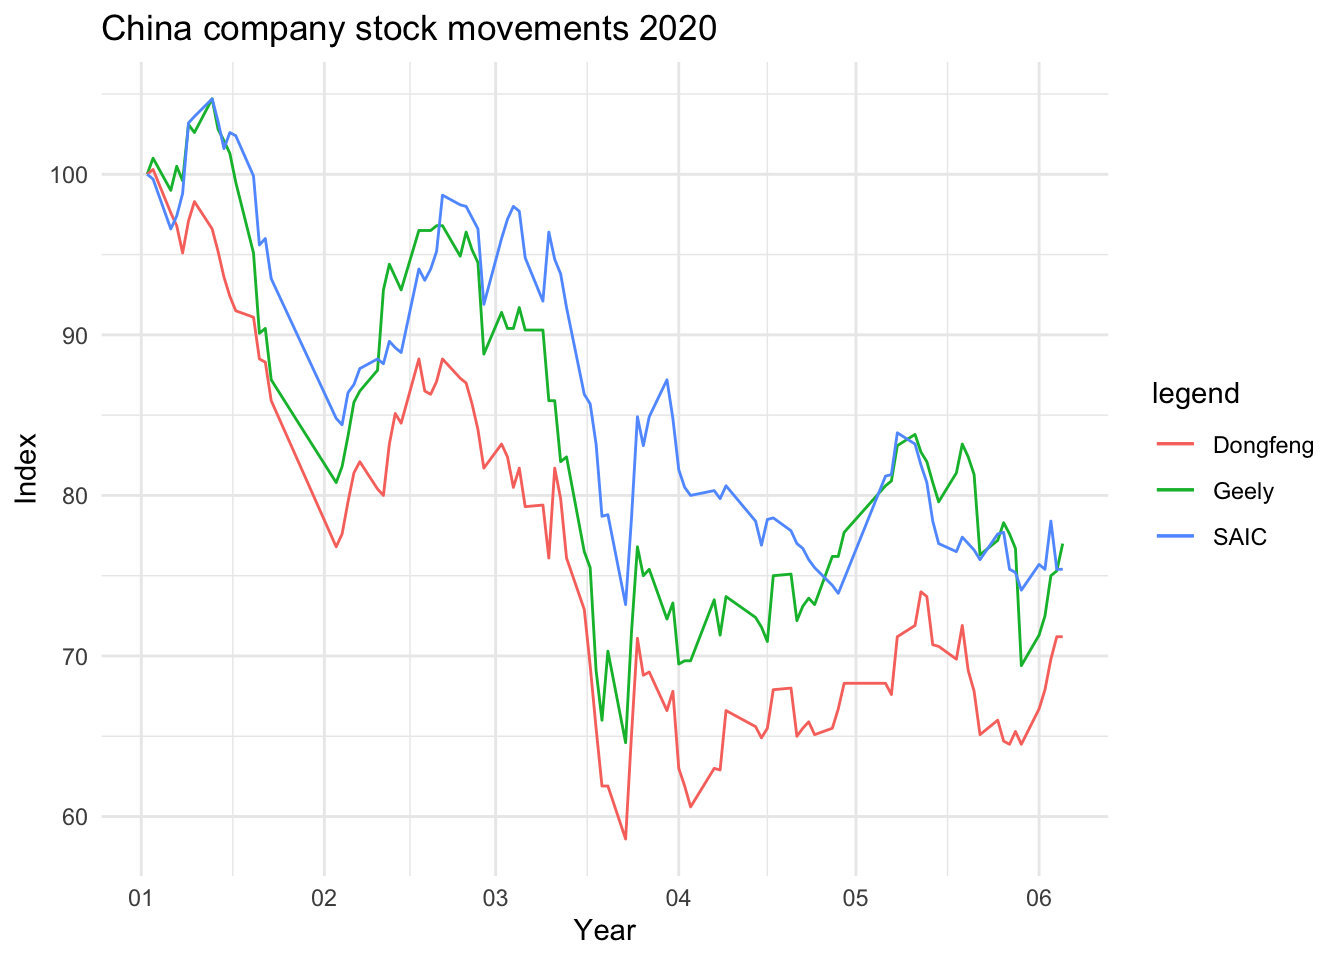 China company stock movements 2020
100
90
80
70
60
Index
01 02 03 04 05 06
Year
legend
Dongfeng
Geely
SAIC